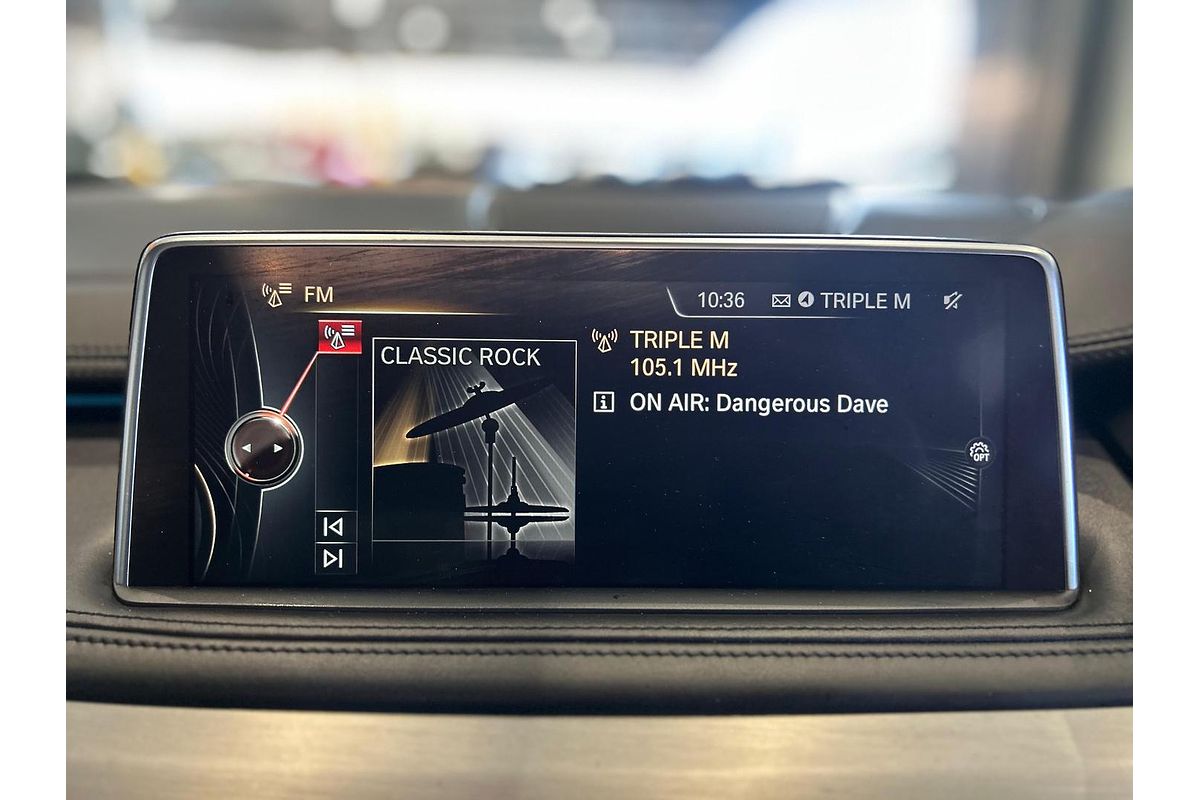 FM
10:36 TRIPLE M
CLASSIC ROCK
TRIPLE M
105.1 MHz
ON AIR: Dangerous Dave
OPT